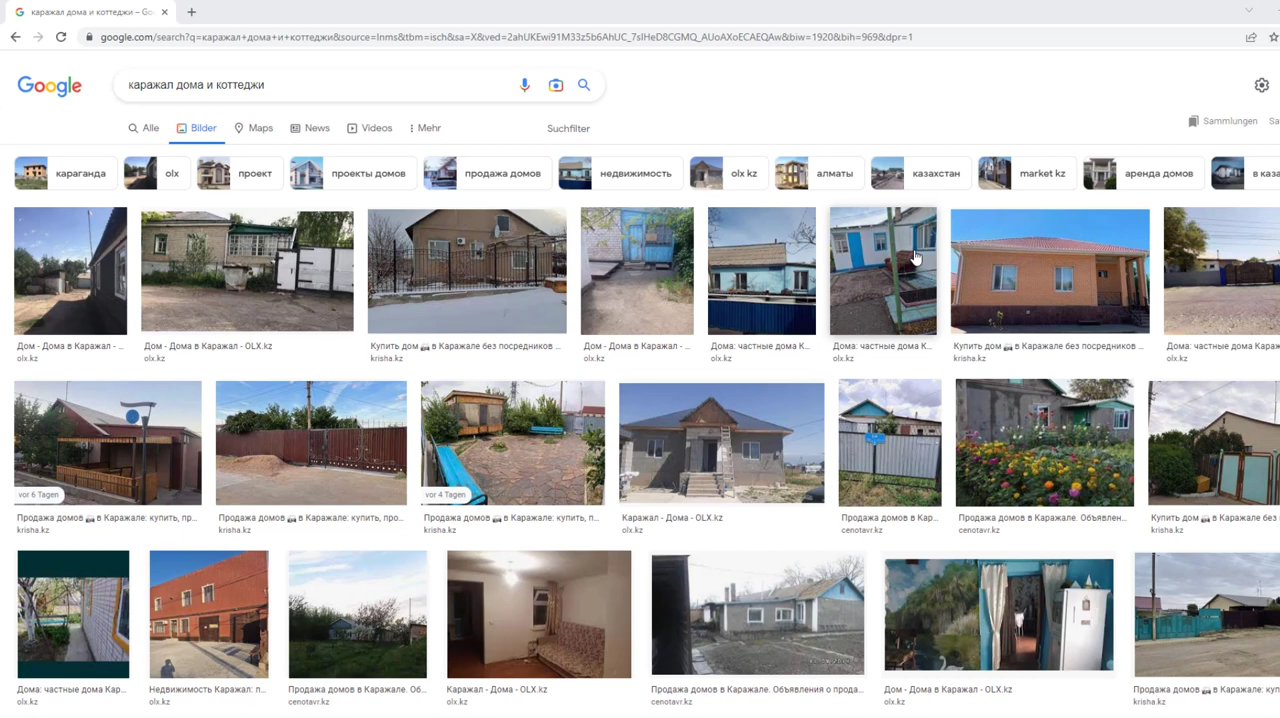 каражал дома и коттеджи – Go
google.com/search?q=каражал+дома+и+коттеджи&source=lnms&tbm=isch&sa=X&ved=2ahUKEwi91M33z5b6AhUC_7sIHeD8CGMQ_AUoAXoECAEQAw&biw=1920&bih=969&dpr=1
Google
каражал дома и коттеджи
Alle
Bilder
Maps
News
Videos
Mehr
Suchfilter
Sammlungen
караганда
olx
проект
проекты домов
продажа домов
недвижимость
olx kz
алматы
казахстан
market kz
аренда домов
Дом - Дома в Каражал - ...
Дом - Дома в Каражал - OLX.kz
Купить дом в Каражале без посредников ...
Дом - Дома в Каражал - ...
Дома: частные дома К...
Дома: частные дома К...
Купить дом в Каражале без посредников ...
Дома: частные дома Караж
olx.kz
olx.kz
krisha.kz
olx.kz
olx.kz
olx.kz
krisha.kz
olx.kz
vor 6 Tagen
vor 4 Tagen
Продажа домов в Каражале: купить, пр...
Продажа домов в Каражале: купить, про...
Продажа домов в Каражале: купить, п...
Каражал - Дома - OLX.kz
Продажа домов в Кар...
Продажа домов в Каражале. Объявлен...
Купить дом в Каражале без
krisha.kz
krisha.kz
krisha.kz
olx.kz
cenotavr.kz
cenotavr.kz
krisha.kz
Дома: частные дома Кар...
Недвижимость Каражал: п...
Продажа домов в Каражале. Об...
Каражал - Дома - OLX.kz
Продажа домов в Каражале. Объявления о прода...
Дом - Дома в Каражал - OLX.kz
Продажа домов в Каражале: куп
olx.kz
olx.kz
cenotavr.kz
olx.kz
cenotavr.kz
olx.kz
krisha.kz